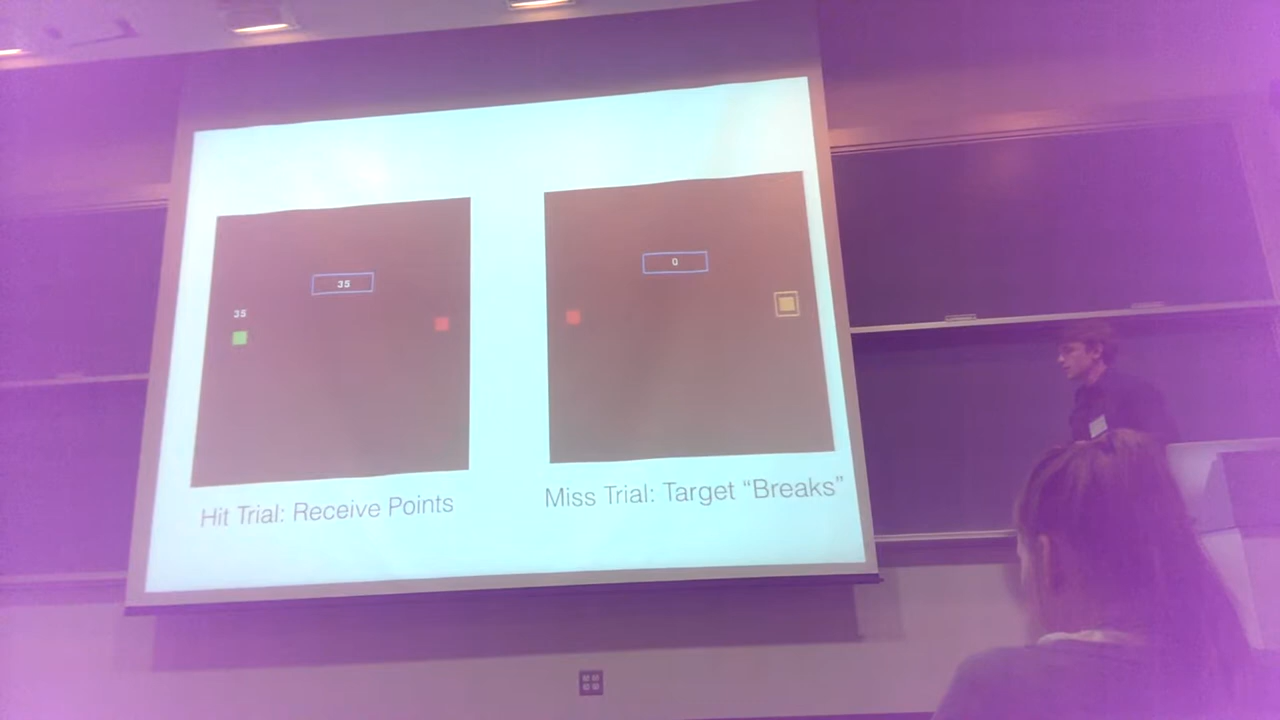 35
35
Hit Trial: Receive Points
0
Miss Trial: Target “Breaks”